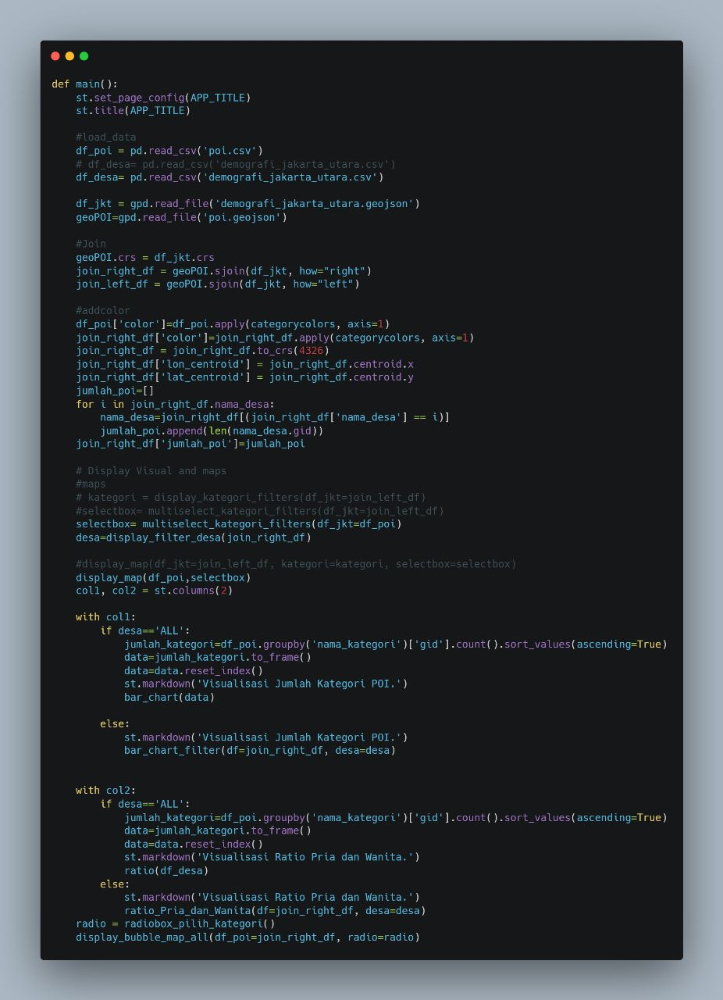 def main():
    st.set_page_config(APP_TITLE)
    st.title(APP_TITLE)

    #load_data
    df_poi = pd.read_csv('poi.csv')
    # df_desa= pd.read_csv('demografi_jakarta_utara.csv')
    df_desa= pd.read_csv('demografi_jakarta_utara.csv')

    df_jkt = gpd.read_file('demografi_jakarta_utara.geojson')
    geoPOI=gpd.read_file('poi.geojson')

    #Join
    geoPOI.crs = df_jkt.crs
    join_right_df = geoPOI.sjoin(df_jkt, how="right")
    join_left_df = geoPOI.sjoin(df_jkt, how="left")

    #addcolor
    df_poi['color']=df_poi.apply(categorycolors, axis=1)
    join_right_df['color']=join_right_df.apply(categorycolors, axis=1)
    join_right_df = join_right_df.to_crs(4326)
    join_right_df['lon_centroid'] = join_right_df.centroid.x
    join_right_df['lat_centroid'] = join_right_df.centroid.y
    jumlah_poi=[]
    for i in join_right_df.nama_desa:
        nama_desa=join_right_df[(join_right_df['nama_desa'] == i)]
        jumlah_poi.append(len(nama_desa.gid))
    join_right_df['jumlah_poi']=jumlah_poi

    # Display Visual and maps
    #maps
    # kategori = display_kategori_filters(df_jkt=join_left_df)
    #selectbox= multiselect_kategori_filters(df_jkt=join_left_df)
    selectbox= multiselect_kategori_filters(df_jkt=df_poi)
    desa=display_filter_desa(join_right_df)

    #display_map(df_jkt=join_left_df, kategori=kategori, selectbox=selectbox)
    display_map(df_poi,selectbox)
    col1, col2 = st.columns(2)

    with col1:
        if desa=='ALL':
            jumlah_kategori=df_poi.groupby('nama_kategori')['gid'].count().sort_values(ascending=True)
            data=jumlah_kategori.to_frame()
            data=data.reset_index()
            st.markdown('Visualisasi Jumlah Kategori POI.')
            bar_chart(data)

        else:
            st.markdown('Visualisasi Jumlah Kategori POI.')
            bar_chart_filter(df=join_right_df, desa=desa)


    with col2:
        if desa=='ALL':
            jumlah_kategori=df_poi.groupby('nama_kategori')['gid'].count().sort_values(ascending=True)
            data=jumlah_kategori.to_frame()
            data=data.reset_index()
            st.markdown('Visualisasi Ratio Pria dan Wanita.')
            ratio(df_desa)
        else:
            st.markdown('Visualisasi Ratio Pria dan Wanita.')
            ratio_Pria_dan_Wanita(df=join_right_df, desa=desa)
    radio = radiobox_pilih_kategori()
    display_bubble_map_all(df_poi=join_right_df, radio=radio)